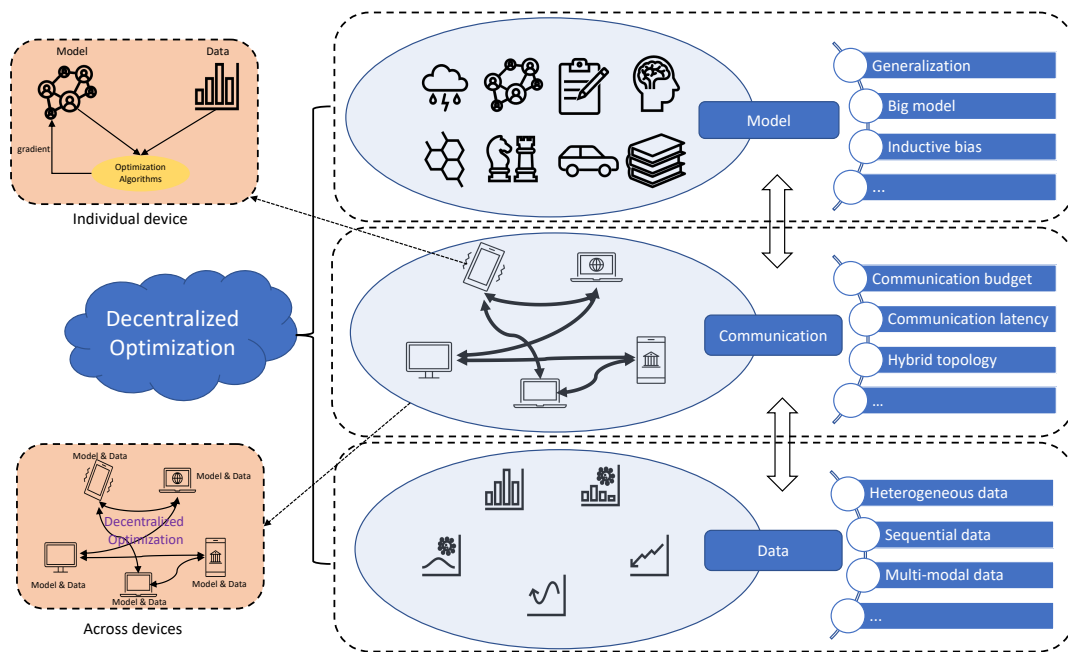 Model
Data
gradient
Optimization
Algorithms
Individual device
Decentralized
Optimization
Model & Data
Model & Data
Decentralized
Optimization
Model & Data
Model & Data
Model & Data
Across devices
Model
Generalization
Big model
Inductive bias
...
Communication
Communication budget
Communication latency
Hybrid topology
...
Data
Heterogeneous data
Sequential data
Multi-modal data
...